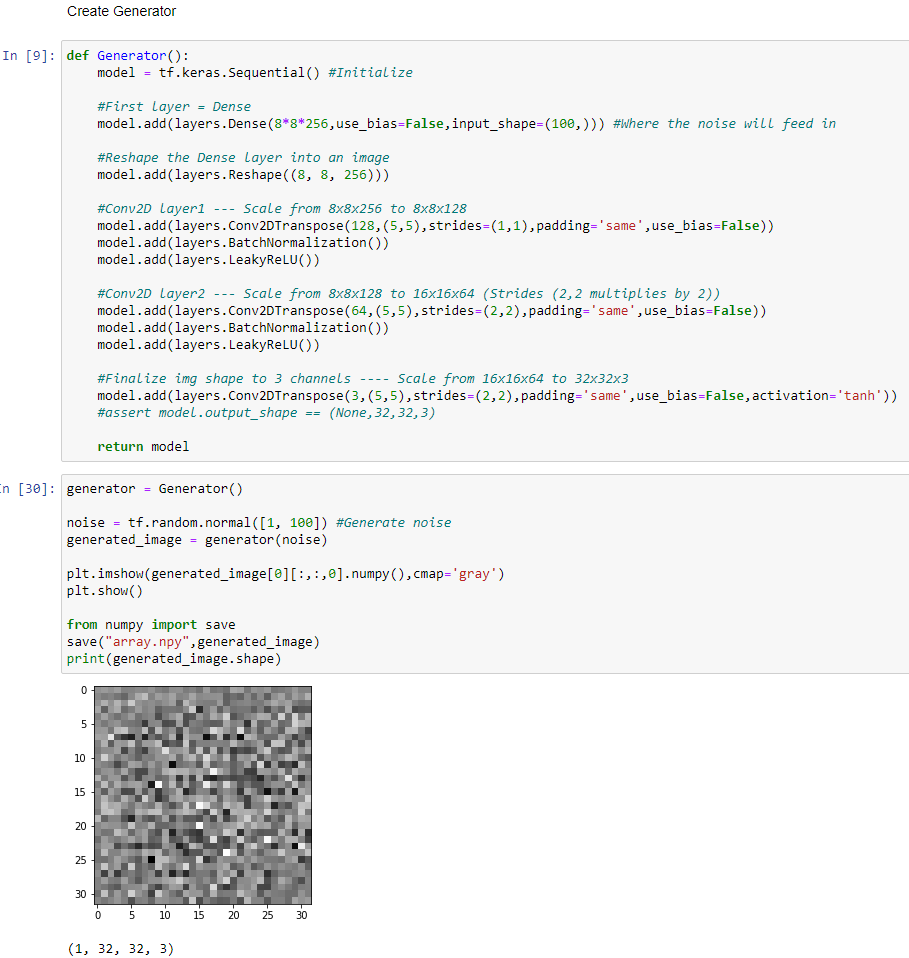 Create Generator
In [9]:
def Generator():
    model = tf.keras.Sequential() #Initialize
    #First layer = Dense
    model.add(layers.Dense(8*8*256,use_bias=False,input_shape=(100,))) #Where the noise will feed in
    #Reshape the Dense layer into an image
    model.add(layers.Reshape((8, 8, 256)))
    #Conv2D layer1 --- Scale from 8x8x256 to 8x8x128
    model.add(layers.Conv2DTranspose(128,(5,5),strides=(1,1),padding='same',use_bias=False))
    model.add(layers.BatchNormalization())
    model.add(layers.LeakyReLU())
    #Conv2D layer2 --- Scale from 8x8x128 to 16x16x64 (Strides (2,2 multiplies by 2))
    model.add(layers.Conv2DTranspose(64,(5,5),strides=(2,2),padding='same',use_bias=False))
    model.add(layers.BatchNormalization())
    model.add(layers.LeakyReLU())
    #Finalize img shape to 3 channels ---- Scale from 16x16x64 to 32x32x3
    model.add(layers.Conv2DTranspose(3,(5,5),strides=(2,2),padding='same',use_bias=False,activation='tanh'))
    #assert model.output_shape == (None,32,32,3)
    return model
In [30]:
generator = Generator()
noise = tf.random.normal([1, 100]) #Generate noise
generated_image = generator(noise)
plt.imshow(generated_image[0][:,:,0].numpy(),cmap='gray')
plt.show()
from numpy import save
save("array.npy",generated_image)
print(generated_image.shape)
0
5
10
15
20
25
30
0 5 10 15 20 25 30
(1, 32, 32, 3)